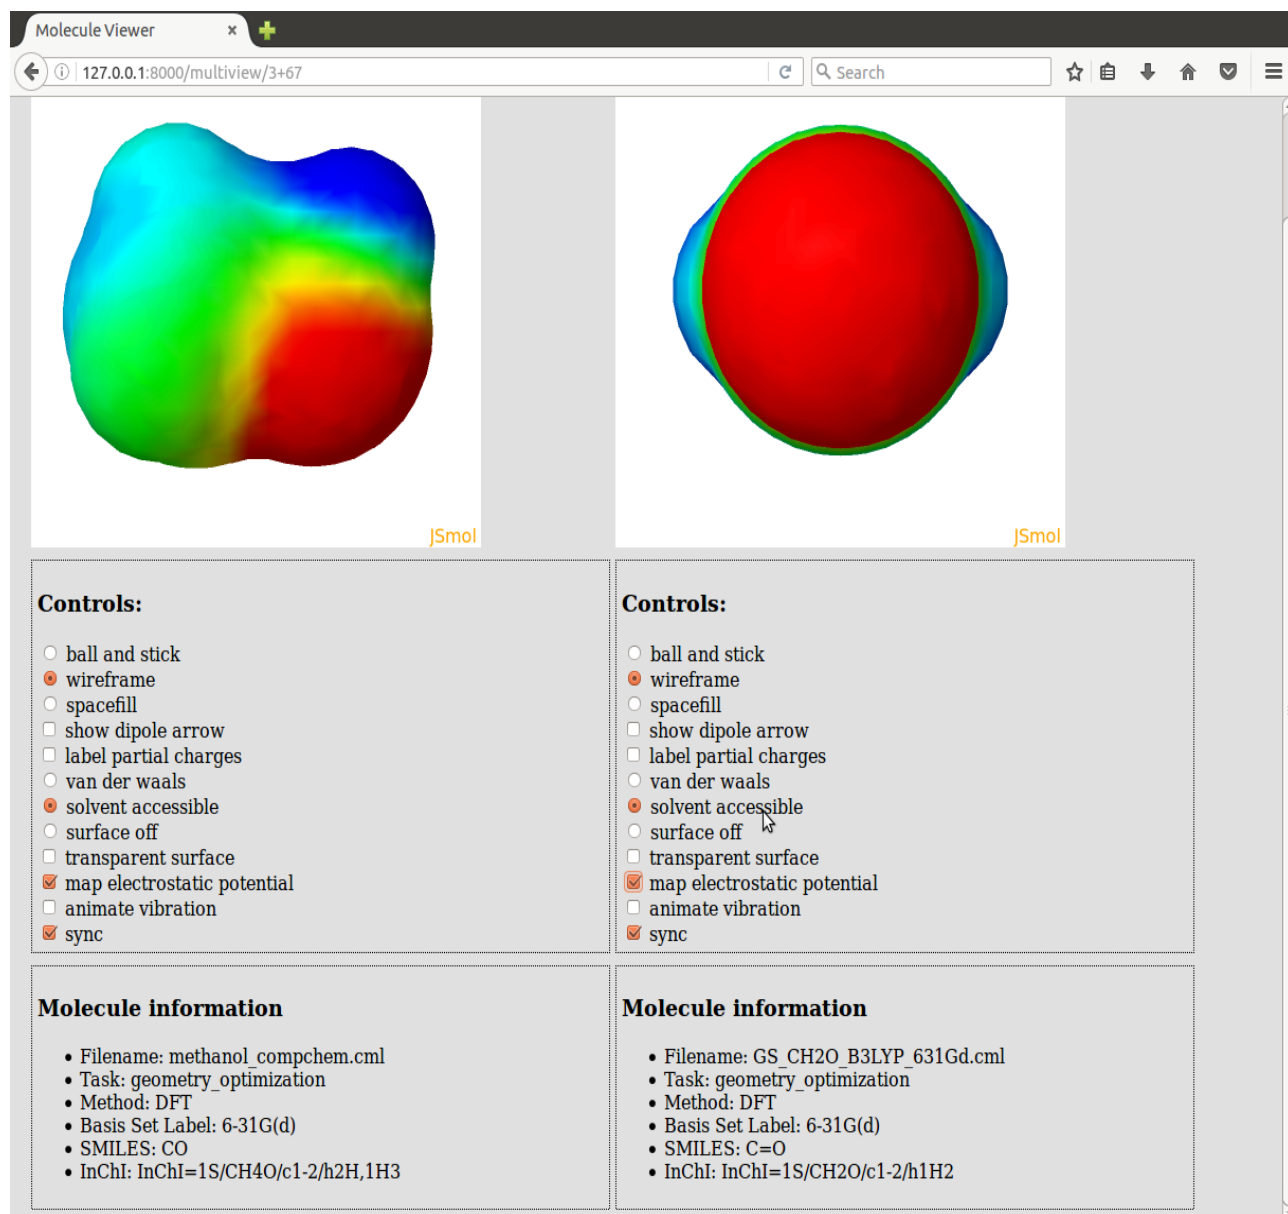 Molecule Viewer
127.0.0.1:8000/multiview/3+67
Search
JSmol
JSmol
Controls:
ball and stick
wireframe
spacefill
show dipole arrow
label partial charges
van der waals
solvent accessible
surface off
transparent surface
map electrostatic potential
animate vibration
sync
Controls:
ball and stick
wireframe
spacefill
show dipole arrow
label partial charges
van der waals
solvent accessible
surface off
transparent surface
map electrostatic potential
animate vibration
sync
Molecule information
• Filename: methanol_compchem.cml
• Task: geometry_optimization
• Method: DFT
• Basis Set Label: 6-31G(d)
• SMILES: CO
• InChI: InChI=1S/CH4O/c1-2/h2H,1H3
Molecule information
• Filename: GS_CH2O_B3LYP_631Gd.cml
• Task: geometry_optimization
• Method: DFT
• Basis Set Label: 6-31G(d)
• SMILES: C=O
• InChI: InChI=1S/CH2O/c1-2/h1H2